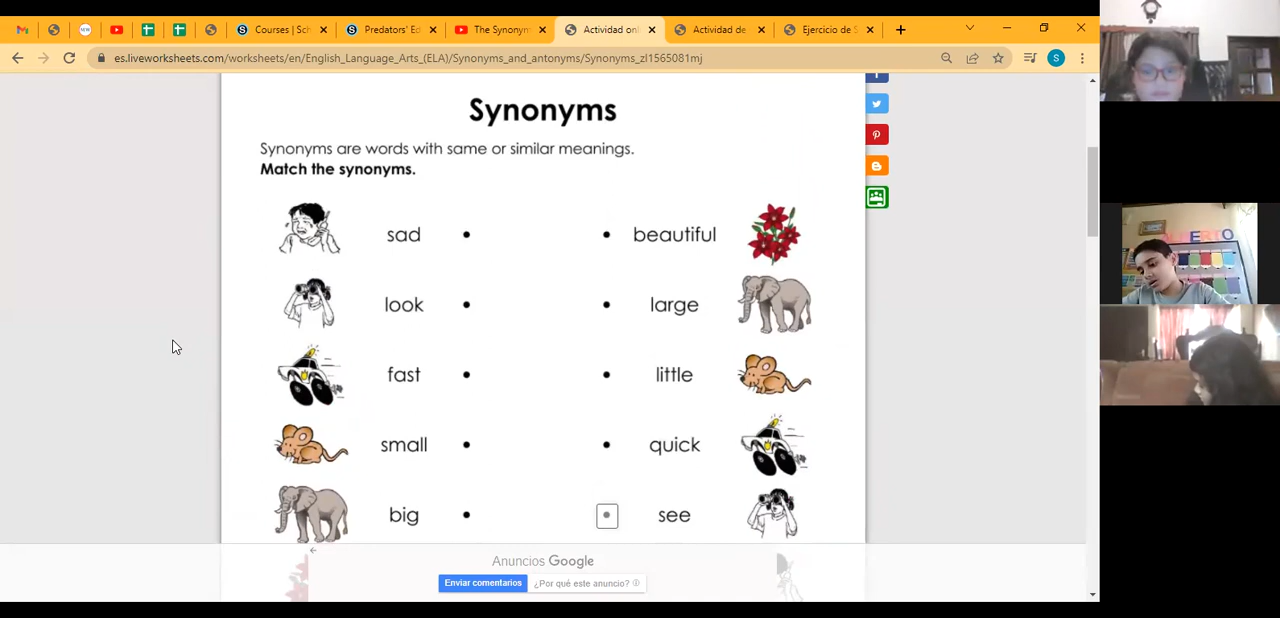 Courses | Sch
Predators' Ed
The Synonym
Actividad onl
Actividad de
Ejercicio de S
es.liveworksheets.com/worksheets/en/English_Language_Arts_(ELA)/Synonyms_and_antonyms/Synonyms_zl1565081mj
S
Synonyms
Synonyms are words with same or similar meanings.
Match the synonyms.
sad beautiful
look large
fast little
small quick
big see
Anuncios Google
Enviar comentarios ¿Por qué este anuncio?
ALBERTO